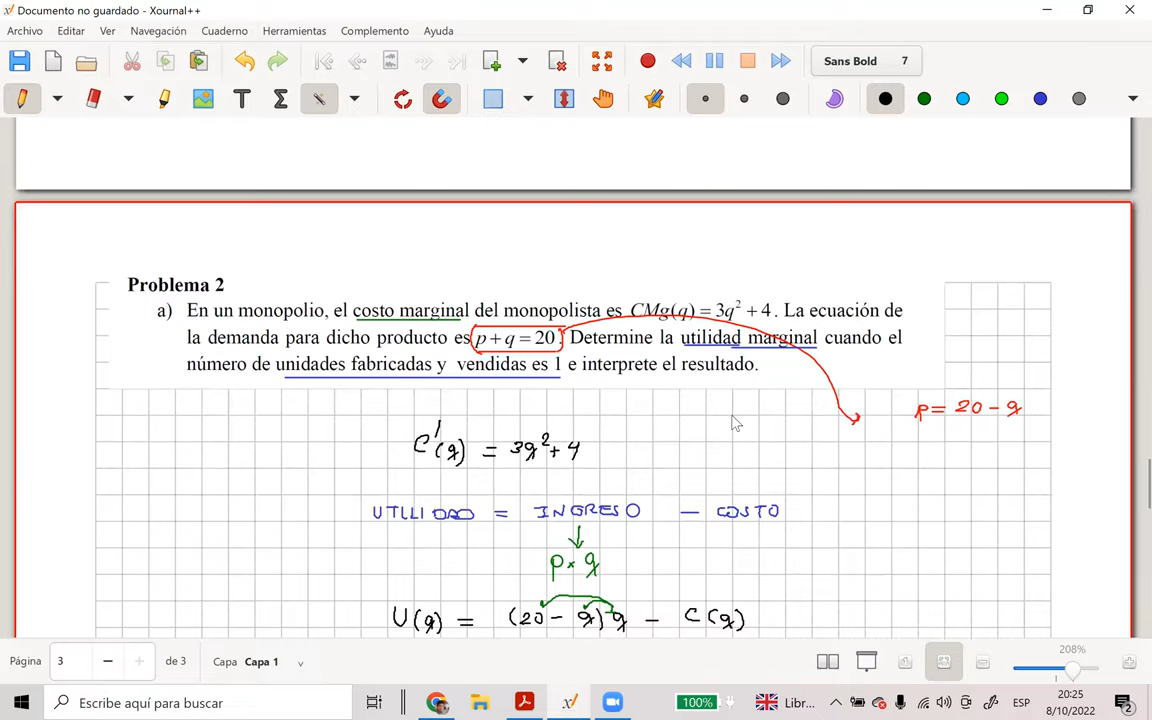 Documento no guardado - Xournal++
Archivo Editar Ver Navegación Cuaderno Herramientas Complemento Ayuda
Sans Bold 7
Problema 2
a) En un monopolio, el costo marginal del monopolista es CMg(q) = 3q² + 4. La ecuación de
la demanda para dicho producto es p + q = 20. Determine la utilidad marginal cuando el
número de unidades fabricadas y vendidas es 1 e interprete el resultado.
p = 20 - q
C'(q) = 3q² + 4
UTILIDAD = INGRESO - COSTO
p × q
U(q) = (20 - q) q - C(q)
Página 3 de 3 Capa Capa 1
208%
Escribe aquí para buscar
100%
Libr...
ESP
20:25
8/10/2022
2